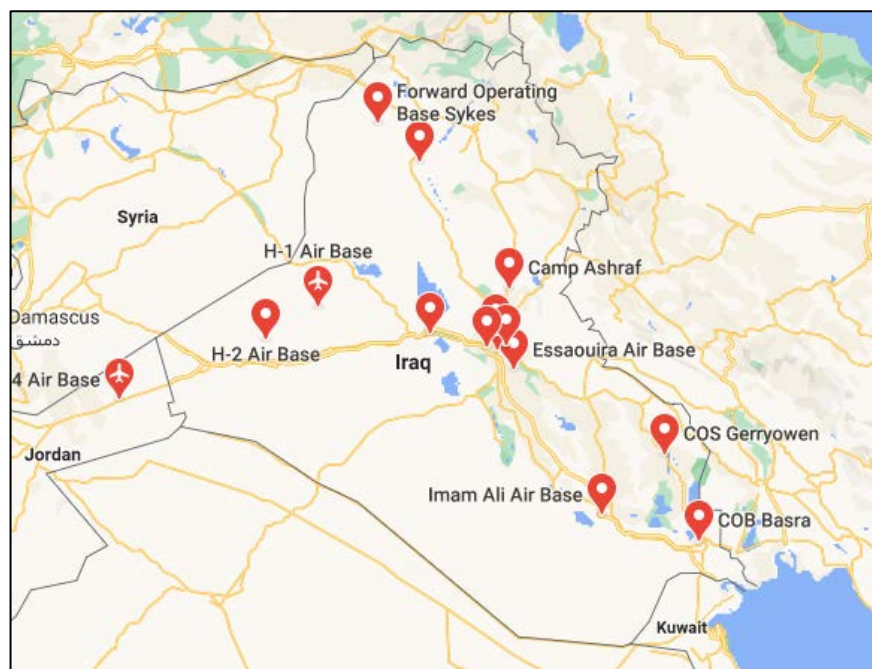 Forward Operating
Base Sykes
Syria
H-1 Air Base
Camp Ashraf
Damascus
دمشق
H-2 Air Base
Iraq
Essaouira Air Base
4 Air Base
COS Gerryowen
Jordan
Imam Ali Air Base
COB Basra
Kuwait